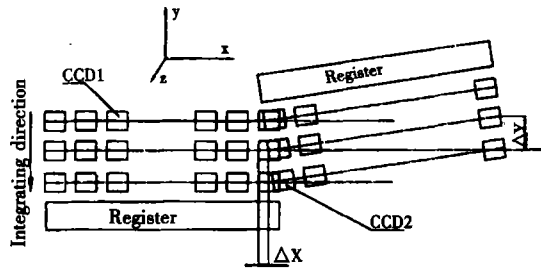 y
x
z
CCD1
Register
Integrating direction
ΔY
Register
CCD2
ΔX